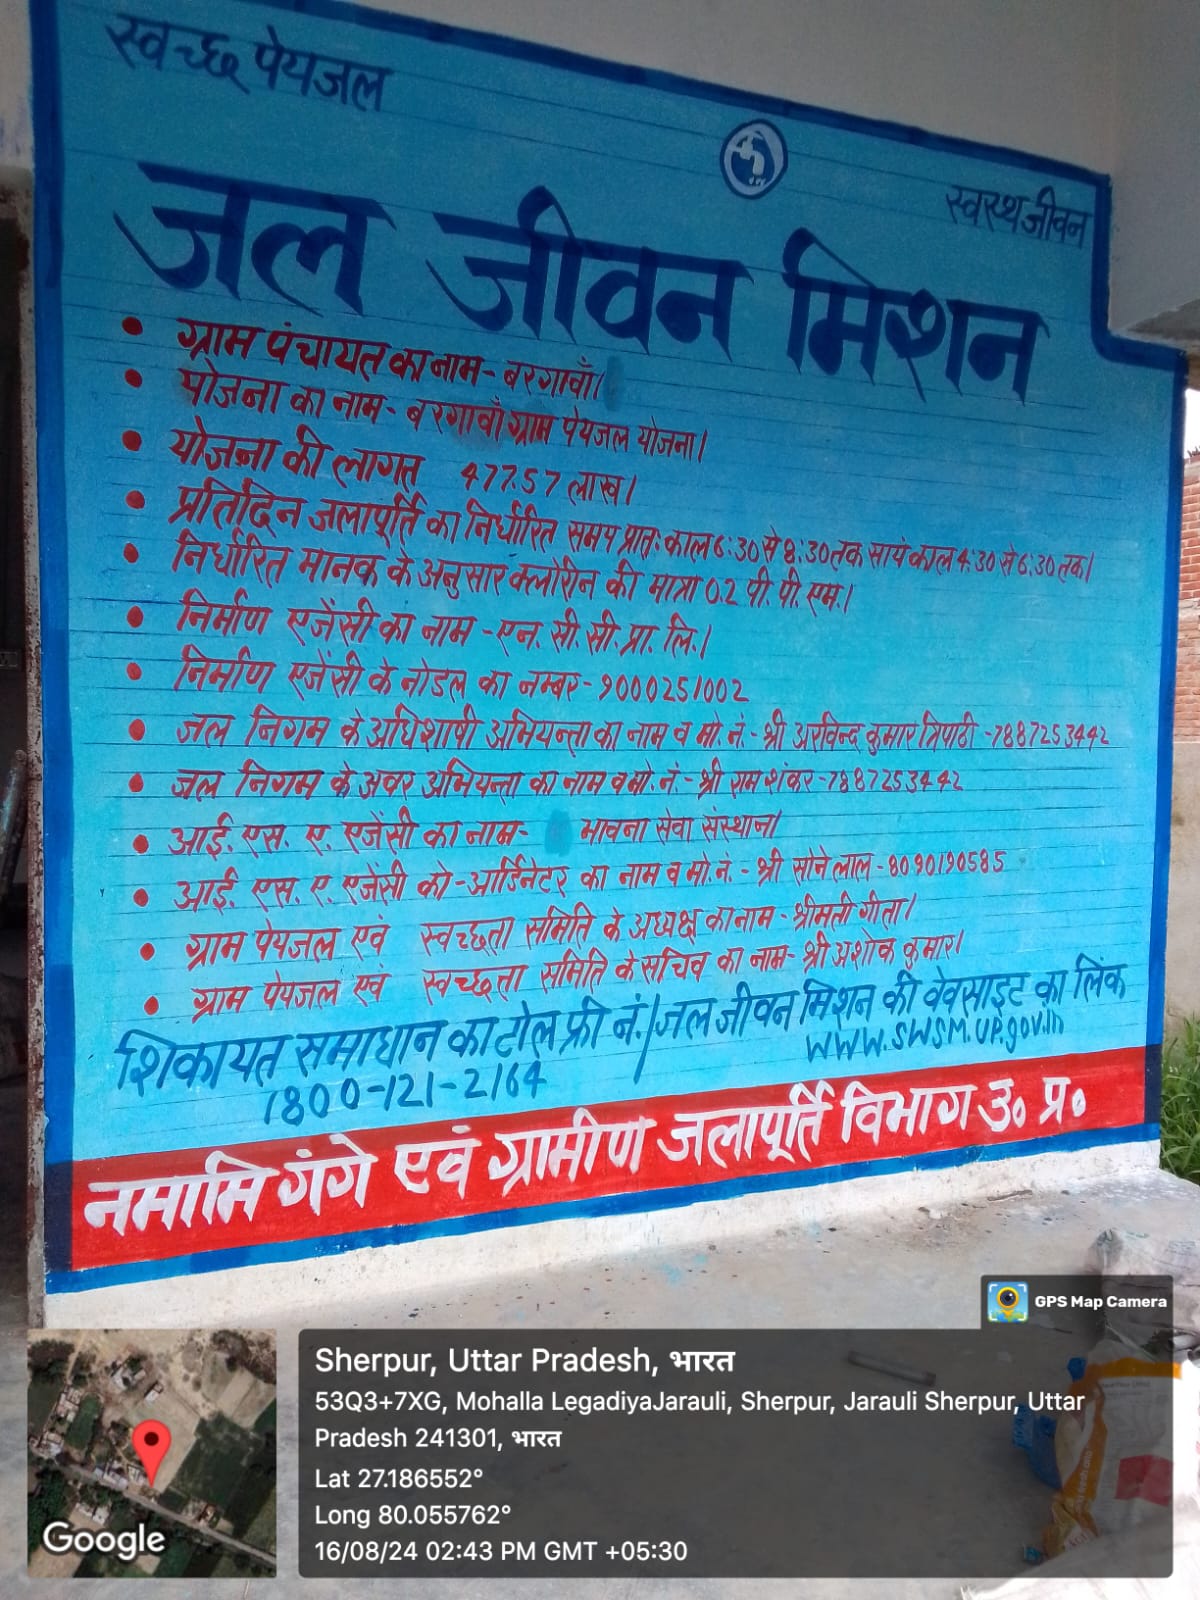 स्वच्छ पेयजल
स्वस्थ जीवन
जल जीवन मिशन
• ग्राम पंचायत का नाम - बरगावाँ।
• योजना का नाम - बरगावाँ ग्राम पेयजल योजना।
• योजना की लागत 477.57 लाख।
• प्रतिदिन जलापूर्ति का निर्धारित समय प्रातः काल 6:30 से 8:30 तक सायं काल 4:30 से 6:30 तक।
• निर्धारित मानक के अनुसार क्लोरीन की मात्रा 0.2 पी. पी. एम.।
• निर्माण एजेंसी का नाम - एन. सी. सी. प्रा. लि.।
• निर्माण एजेंसी के नोडल का नम्बर - 9000251002
• जल निगम के अधिशाषी अभियन्ता का नाम व मो. नं. - श्री अरविन्द कुमार त्रिपाठी - 7887253442
• जल निगम के अवर अभियन्ता का नाम व मो. नं. - श्री राम शंकर - 7887253442
• आई. एस. ए. एजेंसी का नाम - भावना सेवा संस्थान।
• आई. एस. ए. एजेंसी को-आर्डिनेटर का नाम व मो. नं. - श्री सोने लाल - 8090190585
• ग्राम पेयजल एवं स्वच्छता समिति के अध्यक्ष का नाम - श्रीमती गीता।
• ग्राम पेयजल एवं स्वच्छता समिति के सचिव का नाम - श्री अशोक कुमार।
शिकायत समाधान का टोल फ्री नं. / जल जीवन मिशन की वेवसाइट का लिंक
1800-121-2164 www.swsm.up.gov.in
नमामि गंगे एवं ग्रामीण जलापूर्ति विभाग उ० प्र०
GPS Map Camera
Sherpur, Uttar Pradesh, भारत
53Q3+7XG, Mohalla LegadiyaJarauli, Sherpur, Jarauli Sherpur, Uttar
Pradesh 241301, भारत
Lat 27.186552°
Long 80.055762°
16/08/24 02:43 PM GMT +05:30
Google